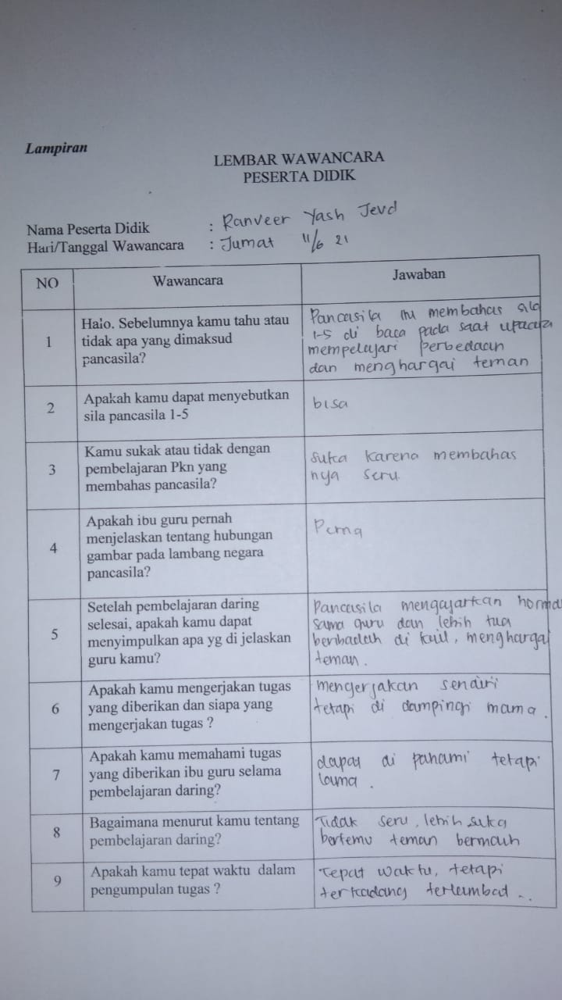 Lampiran
LEMBAR WAWANCARA
PESERTA DIDIK
Nama Peserta Didik : Ranveer Yash Jevd
Hari/Tanggal Wawancara : Jumat 11/6 21
NO Wawancara Jawaban
1
Halo. Sebelumnya kamu tahu atau
tidak apa yang dimaksud
pancasila?
Pancasila itu membahas sila
1-5 di baca pada saat upacara
mempelajari perbedaan
dan menghargai teman
2
Apakah kamu dapat menyebutkan
sila pancasila 1-5
bisa
3
Kamu sukak atau tidak dengan
pembelajaran Pkn yang
membahas pancasila?
suka karena membahas
nya seru
4
Apakah ibu guru pernah
menjelaskan tentang hubungan
gambar pada lambang negara
pancasila?
Perna
5
Setelah pembelajaran daring
selesai, apakah kamu dapat
menyimpulkan apa yg di jelaskan
guru kamu?
Pancasila mengajarkan horma
sama guru dan lebih tua
beribadah di kuil, menghargai
teman.
6
Apakah kamu mengerjakan tugas
yang diberikan dan siapa yang
mengerjakan tugas ?
mengerjakan sendiri
tetapi di dampingi mama.
7
Apakah kamu memahami tugas
yang diberikan ibu guru selama
pembelajaran daring?
dapat di pahami tetapi
lama.
8
Bagaimana menurut kamu tentang
pembelajaran daring?
Tidak seru, lebih suka
bertemu teman bermain
9
Apakah kamu tepat waktu dalam
pengumpulan tugas ?
Tepat waktu, tetapi
terkadang terlambat ..